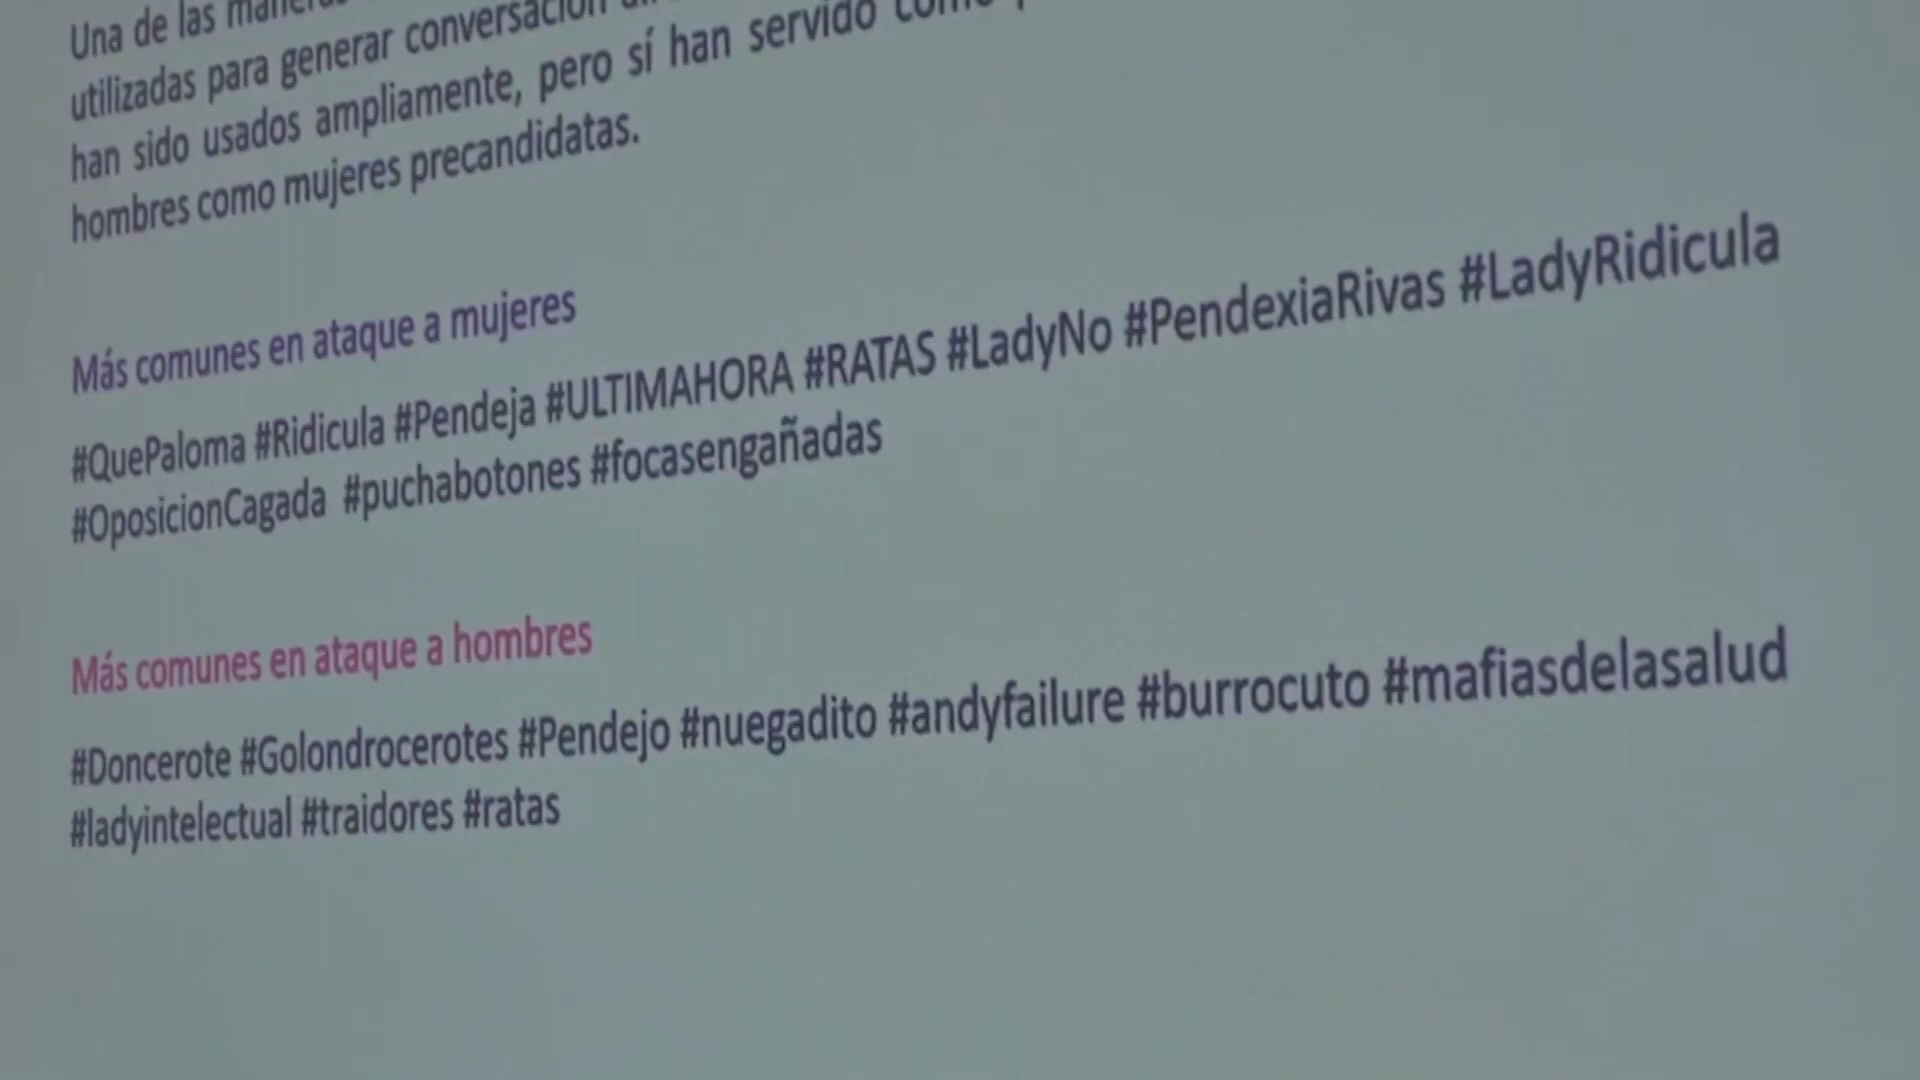 Una de las
utilizadas para generar conversación
han sido usados ampliamente, pero sí han servido como
hombres como mujeres precandidatas.
Más comunes en ataque a mujeres
#QuePaloma #Ridicula #Pendeja #ULTIMAHORA #RATAS #LadyNo #PendexiaRivas #LadyRidicula
#OposicionCagada #puchabotones #focasengañadas
Más comunes en ataque a hombres
#Doncerote #Golondrocerotes #Pendejo #nuegadito #andyfailure #burrocuto #mafiasdelasalud
#ladyintelectual #traidores #ratas